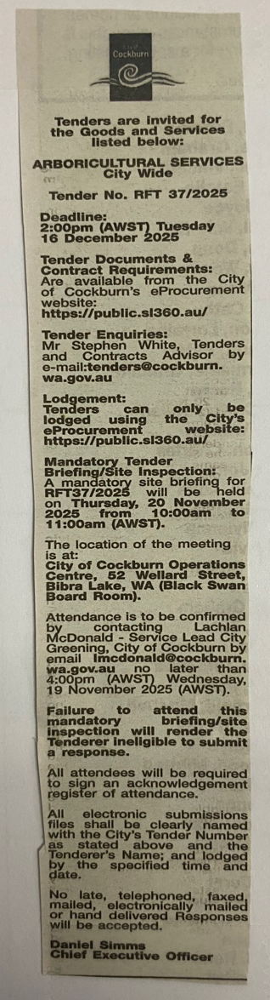 Cockburn
Tenders are invited for
the Goods and Services
listed below:
ARBORICULTURAL SERVICES
City Wide
Tender No. RFT 37/2025
Deadline:
2:00pm (AWST) Tuesday
16 December 2025
Tender Documents &
Contract Requirements:
Are available from the City
of Cockburn's eProcurement
website:
https://public.sl360.au/
Tender Enquiries:
Mr Stephen White, Tenders
and Contracts Advisor by
e-mail:tenders@cockburn.
wa.gov.au
Lodgement:
Tenders can only be
lodged using the City's
eProcurement website:
https://public.sl360.au/
Mandatory Tender
Briefing/Site Inspection:
A mandatory site briefing for
RFT37/2025 will be held
on Thursday, 20 November
2025 from 10:00am to
11:00am (AWST).
The location of the meeting
is at:
City of Cockburn Operations
Centre, 52 Wellard Street,
Bibra Lake, WA (Black Swan
Board Room).
Attendance is to be confirmed
by contacting Lachlan
McDonald - Service Lead City
Greening, City of Cockburn by
email lmcdonald@cockburn.
wa.gov.au no later than
4:00pm (AWST) Wednesday,
19 November 2025 (AWST).
Failure to attend this
mandatory briefing/site
inspection will render the
Tenderer ineligible to submit
a response.
All attendees will be required
to sign an acknowledgement
register of attendance.
All electronic submissions
files shall be clearly named
with the City's Tender Number
as stated above and the
Tenderer's Name; and lodged
by the specified time and
date.
No late, telephoned, faxed,
mailed, electronically mailed
or hand delivered Responses
will be accepted.
Daniel Simms
Chief Executive Officer